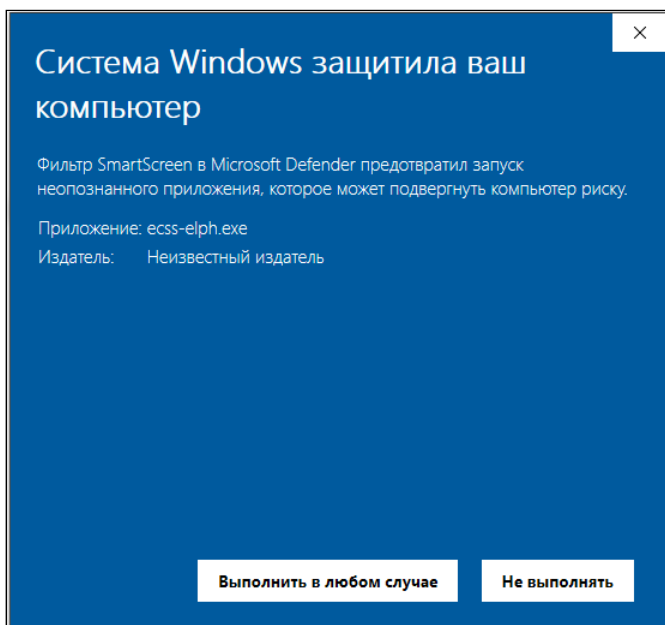 Система Windows защитила ваш
компьютер
Фильтр SmartScreen в Microsoft Defender предотвратил запуск
неопознанного приложения, которое может подвергнуть компьютер риску.
Приложение: ecss-elph.exe
Издатель: Неизвестный издатель
Выполнить в любом случае Не выполнять